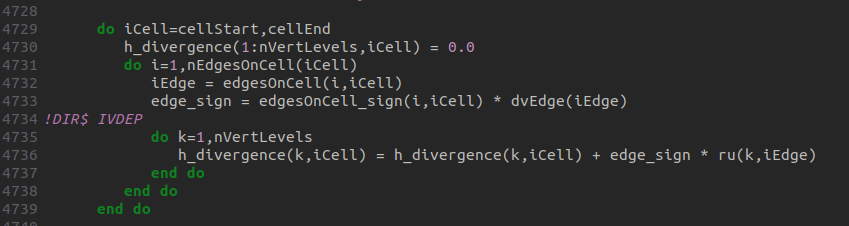 4728
4729 do iCell=cellStart,cellEnd
4730 h_divergence(1:nVertLevels,iCell) = 0.0
4731 do i=1,nEdgesOnCell(iCell)
4732 iEdge = edgesOnCell(i,iCell)
4733 edge_sign = edgesOnCell_sign(i,iCell) * dvEdge(iEdge)
4734 !DIR$ IVDEP
4735 do k=1,nVertLevels
4736 h_divergence(k,iCell) = h_divergence(k,iCell) + edge_sign * ru(k,iEdge)
4737 end do
4738 end do
4739 end do